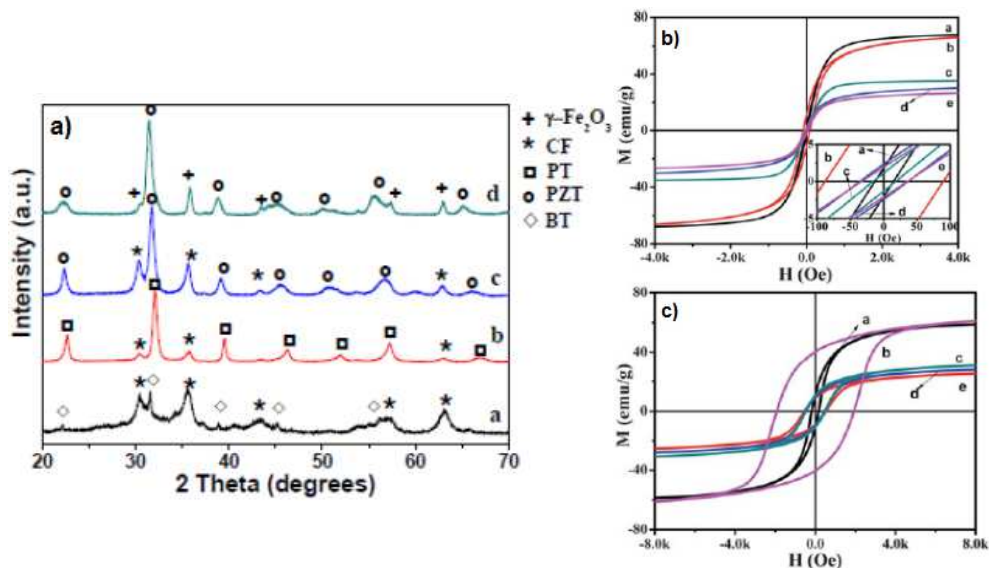 a)
Intensity (a.u.)
2 Theta (degrees)
20 30 40 50 60 70
d
c
b
a
γ–Fe₂O₃
CF
PT
PZT
BT
b)
M (emu/g)
80
40
0
-40
-80
-4.0k -2.0k 0.0 2.0k 4.0k
H (Oe)
a
b
c
d
e
a
b
c
d
e
0
-100 -50 0 50 100
H (Oe)
c)
M (emu/g)
80
40
0
-40
-80
-8.0k -4.0k 0.0 4.0k 8.0k
H (Oe)
a
b
c
d
e